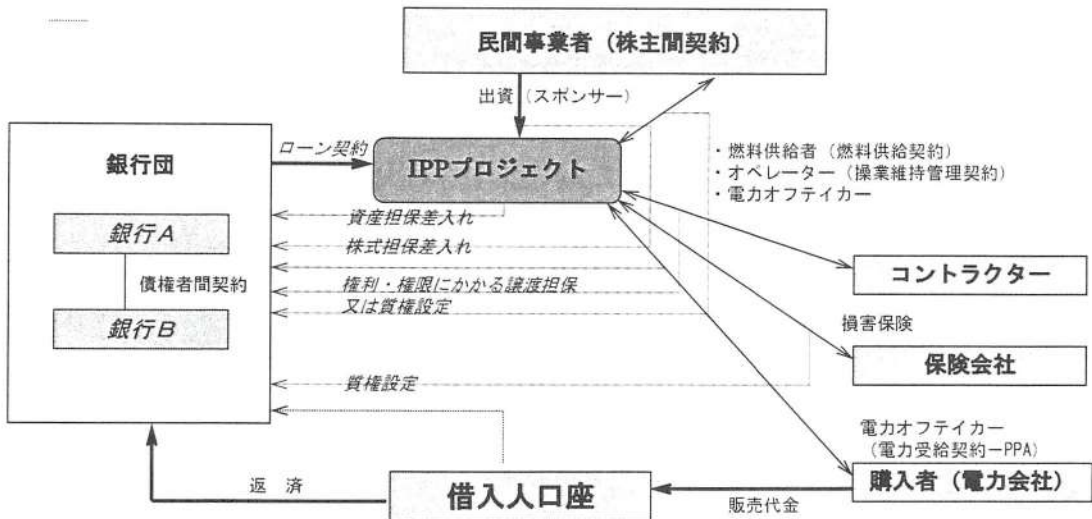 民間事業者（株主間契約）
出資（スポンサー）
銀行団
ローン契約
IPPプロジェクト
・燃料供給者（燃料供給契約）
・オペレーター（操業維持管理契約）
・電力オフテイカー
資産担保差入れ
銀行A
株式担保差入れ
コントラクター
債権者間契約
権利・権限にかかる譲渡担保
又は質権設定
銀行B
損害保険
保険会社
質権設定
電力オフテイカー
（電力受給契約ーPPA）
購入者（電力会社）
返　済
借入人口座
販売代金